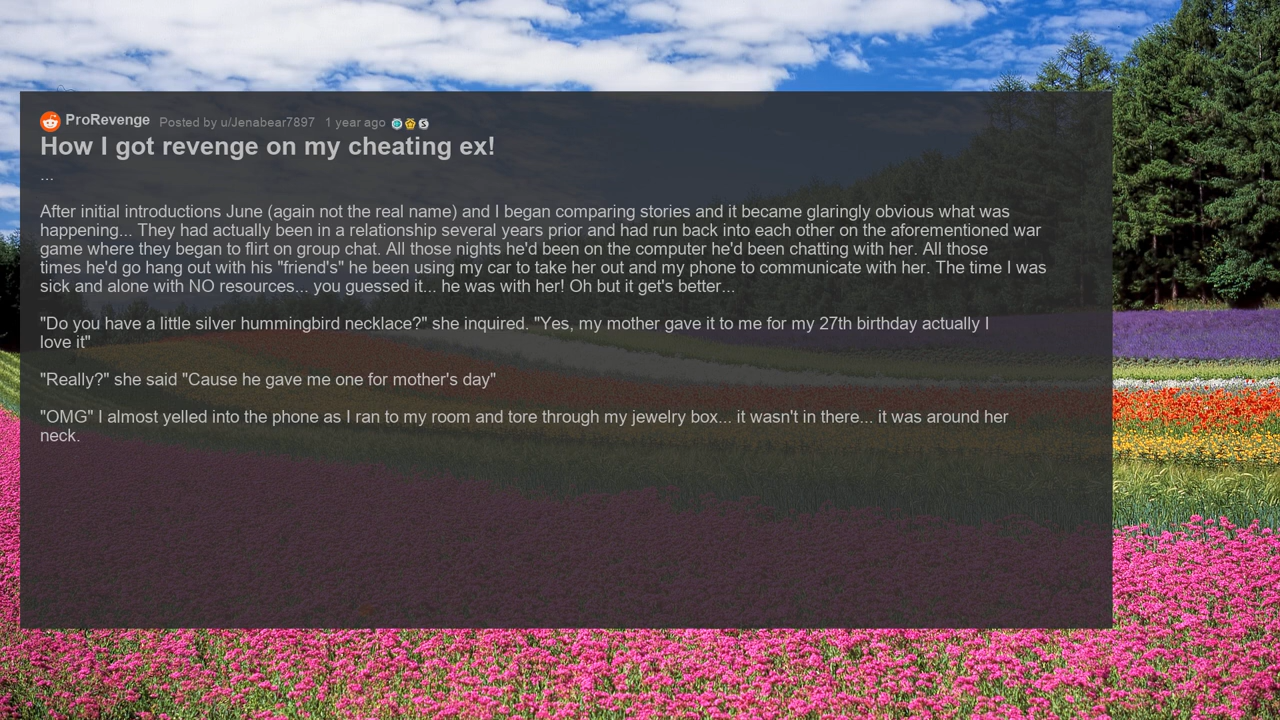 ProRevenge Posted by u/Jenabear7897 1 year ago
How I got revenge on my cheating ex!
...
After initial introductions June (again not the real name) and I began comparing stories and it became glaringly obvious what was
happening... They had actually been in a relationship several years prior and had run back into each other on the aforementioned war
game where they began to flirt on group chat. All those nights he'd been on the computer he'd been chatting with her. All those
times he'd go hang out with his "friend's" he been using my car to take her out and my phone to communicate with her. The time I was
sick and alone with NO resources... you guessed it... he was with her! Oh but it get's better...
"Do you have a little silver hummingbird necklace?" she inquired. "Yes, my mother gave it to me for my 27th birthday actually I
love it"
"Really?" she said "Cause he gave me one for mother's day"
"OMG" I almost yelled into the phone as I ran to my room and tore through my jewelry box... it wasn't in there... it was around her
neck.